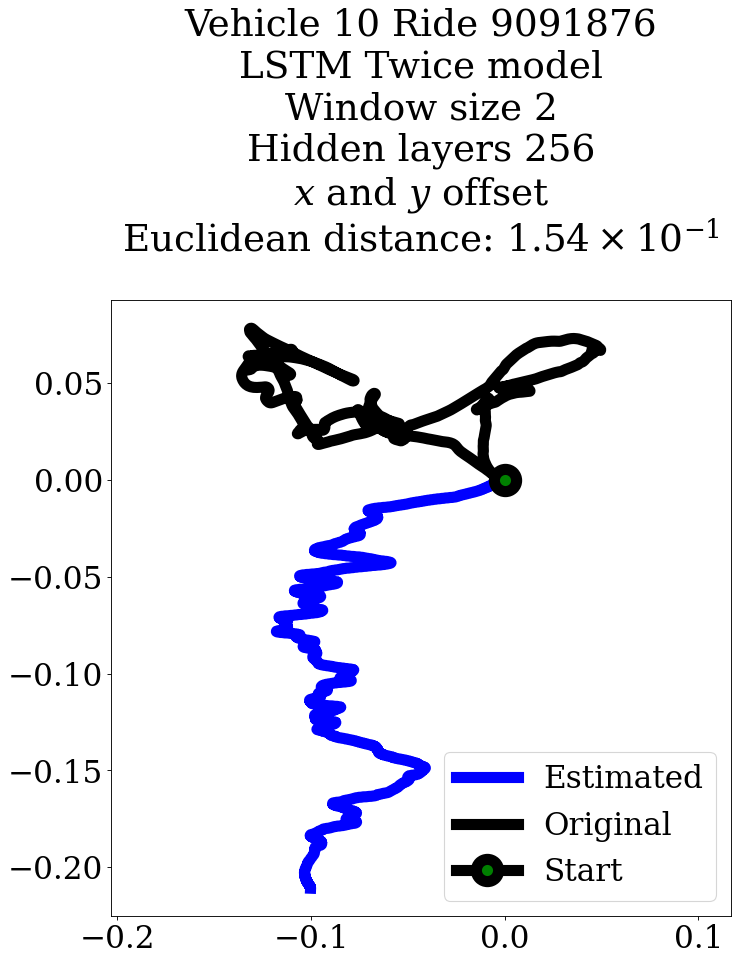 Vehicle 10 Ride 9091876
LSTM Twice model
Window size 2
Hidden layers 256
x and y offset
Euclidean distance: 1.54 × 10⁻¹
0.05
0.00
−0.05
−0.10
−0.15
−0.20
Estimated
Original
Start
−0.2
−0.1
0.0
0.1